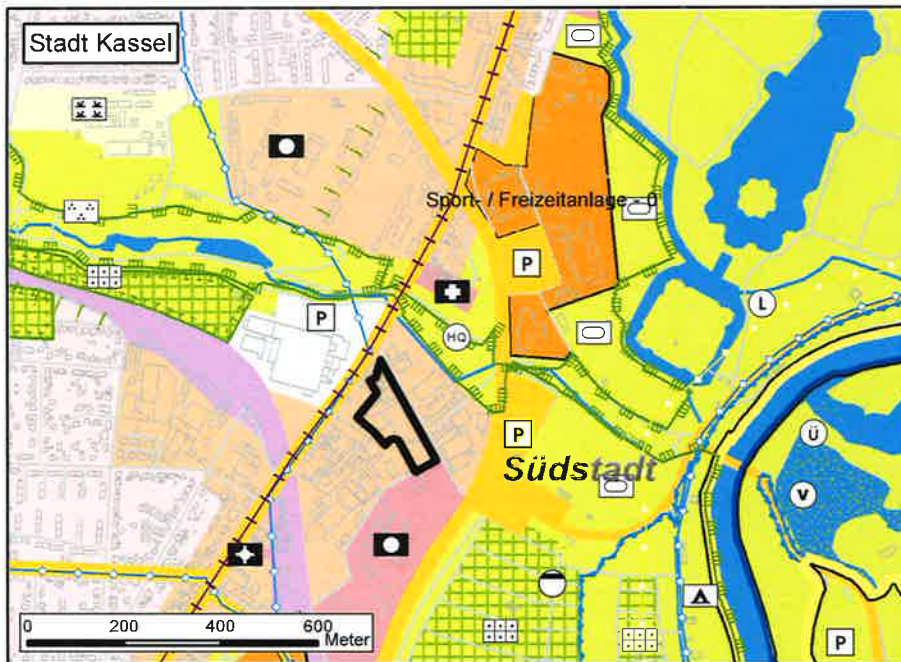 Stadt Kassel
Sport- / Freizeitanlage - 0
P
L
P
HQ
P
Ü
Südstadt
V
0 200 400 600
Meter
P